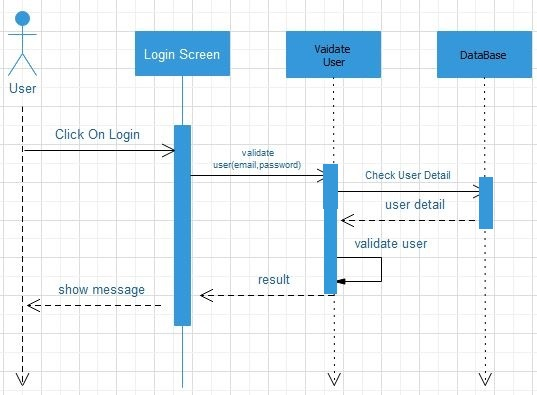 Login Screen
Vaidate
User
DataBase
User
Click On Login
validate
user(email,password)
Check User Detail
user detail
validate user
result
show message